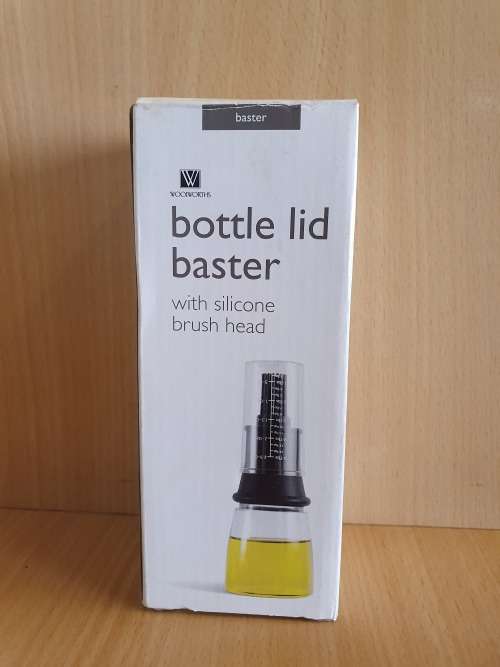 baster
W
WOOLWORTHS
bottle lid
baster
with silicone
brush head